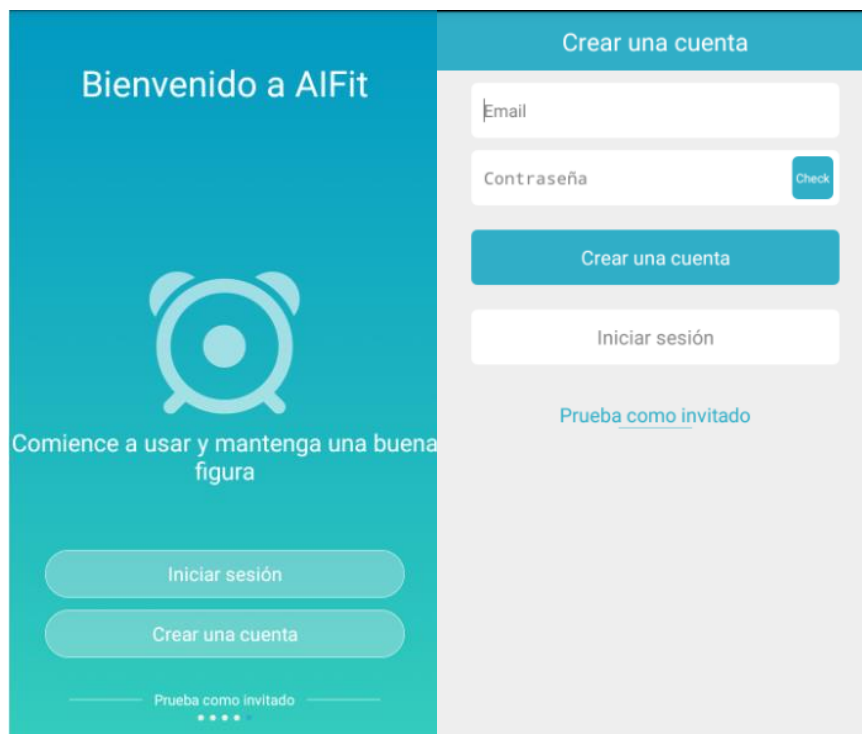 Bienvenido a AIFit
Comience a usar y mantenga una buena
figura
Iniciar sesión
Crear una cuenta
Prueba como invitado
Crear una cuenta
Email
Contraseña
Check
Crear una cuenta
Iniciar sesión
Prueba como invitado